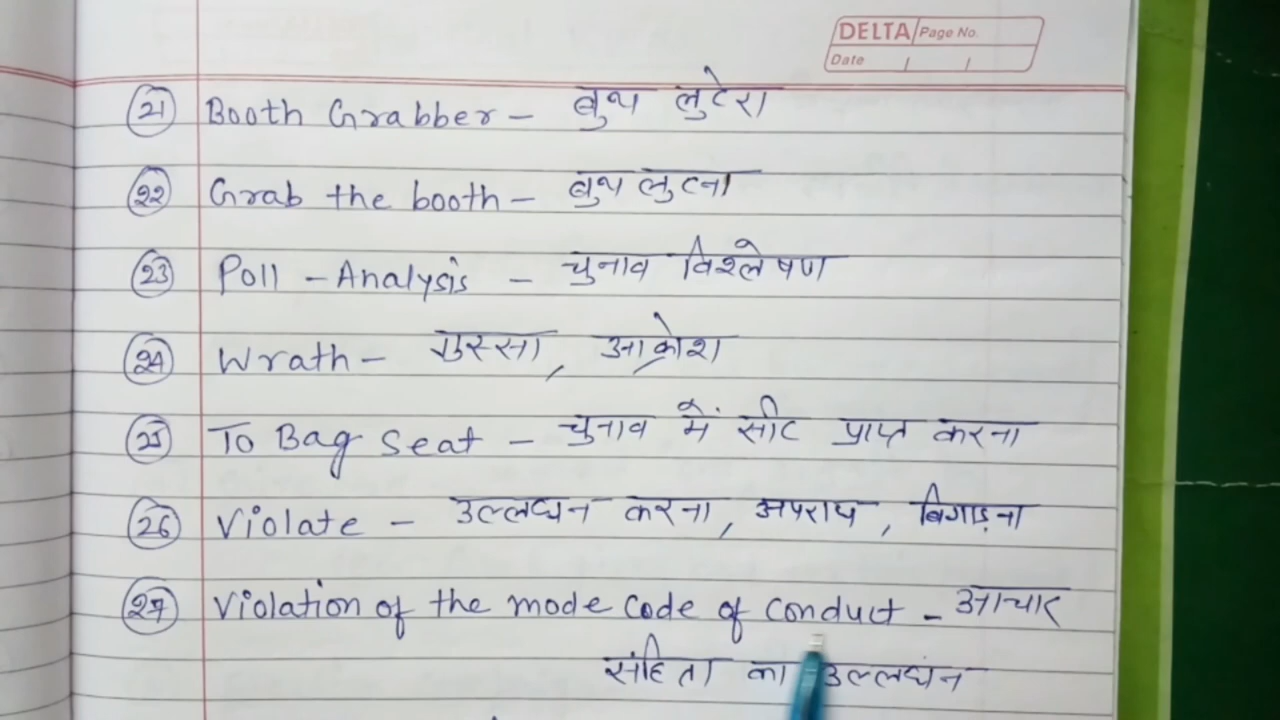 DELTA Page No.
Date / /
21 Booth Grabber - बुथ लुटेरा
22 Grab the booth - बुथ लुटना
23 Poll - Analysis - चुनाव विश्लेषण
24 Wrath - गुस्सा, आक्रोश
25 To Bag Seat - चुनाव में सीट प्राप्त करना
26 Violate - उल्लघन करना, अपराध, बिगाड़ना
27 Violation of the mode Code of Conduct - आचार
संहिता का उल्लघंन